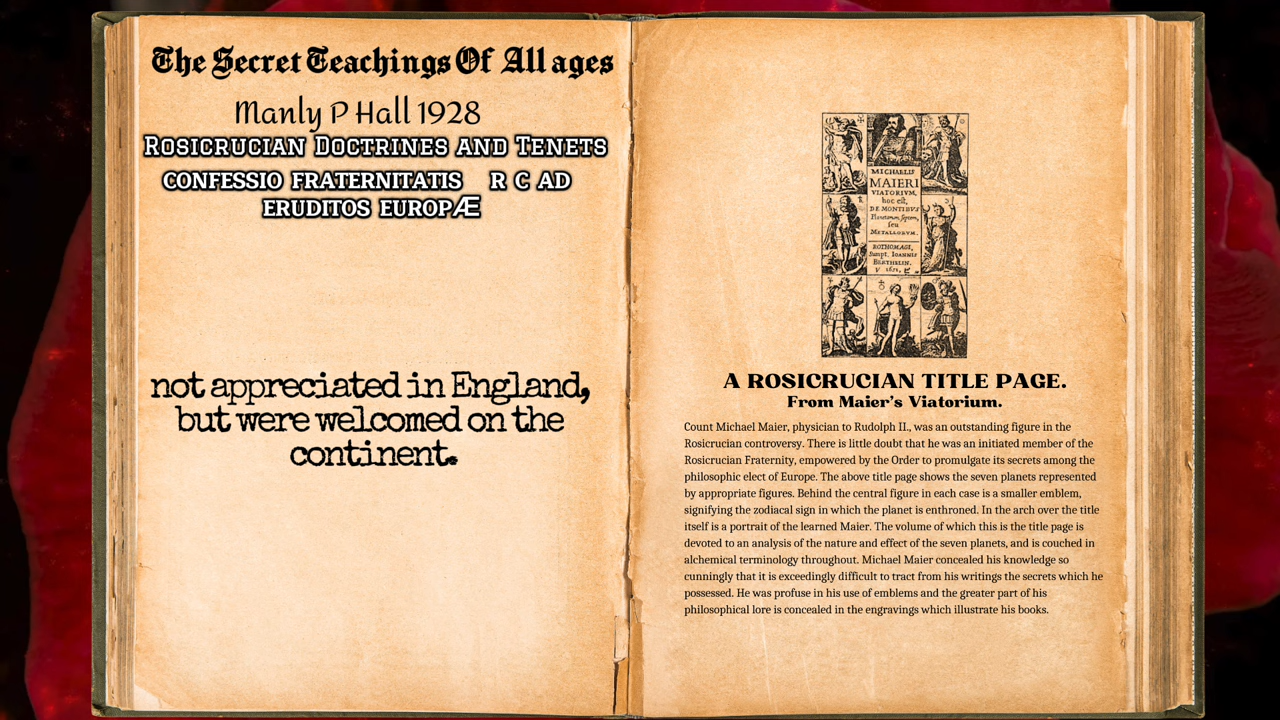 The Secret Teachings Of All ages
Manly P Hall 1928
Rosicrucian Doctrines and Tenets
CONFESSIO FRATERNITATIS R C AD
ERUDITOS EUROPÆ
not appreciated in England,
but were welcomed on the
continent.
MICHAELIS
MAIERI
VIATORIVM,
hoc est,
DE MONTIBVS
Planetarum septem,
seu
METALLORVM.
ROTHOMAGI,
Sumpt. IOANNIS
BERTHELIN.
A ROSICRUCIAN TITLE PAGE.
From Maier's Viatorium.
Count Michael Maier, physician to Rudolph II., was an outstanding figure in the
Rosicrucian controversy. There is little doubt that he was an initiated member of the
Rosicrucian Fraternity, empowered by the Order to promulgate its secrets among the
philosophic elect of Europe. The above title page shows the seven planets represented
by appropriate figures. Behind the central figure in each case is a smaller emblem,
signifying the zodiacal sign in which the planet is enthroned. In the arch over the title
itself is a portrait of the learned Maier. The volume of which this is the title page is
devoted to an analysis of the nature and effect of the seven planets, and is couched in
alchemical terminology throughout. Michael Maier concealed his knowledge so
cunningly that it is exceedingly difficult to tract from his writings the secrets which he
possessed. He was profuse in his use of emblems and the greater part of his
philosophical lore is concealed in the engravings which illustrate his books.